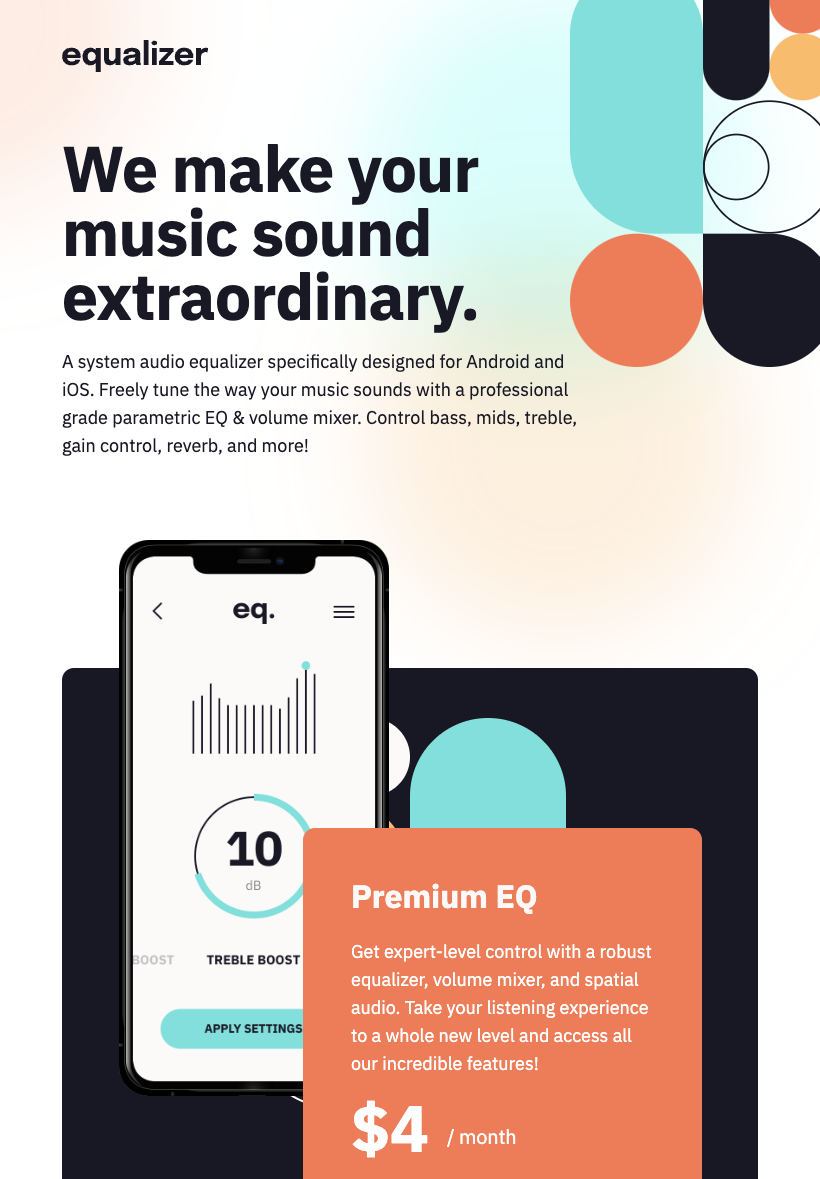 equalizer
We make your
music sound
extraordinary.
A system audio equalizer specifically designed for Android and
iOS. Freely tune the way your music sounds with a professional
grade parametric EQ & volume mixer. Control bass, mids, treble,
gain control, reverb, and more!
eq.
10
dB
BOOST
TREBLE BOOST
APPLY SETTINGS
Premium EQ
Get expert-level control with a robust
equalizer, volume mixer, and spatial
audio. Take your listening experience
to a whole new level and access all
our incredible features!
$4 / month